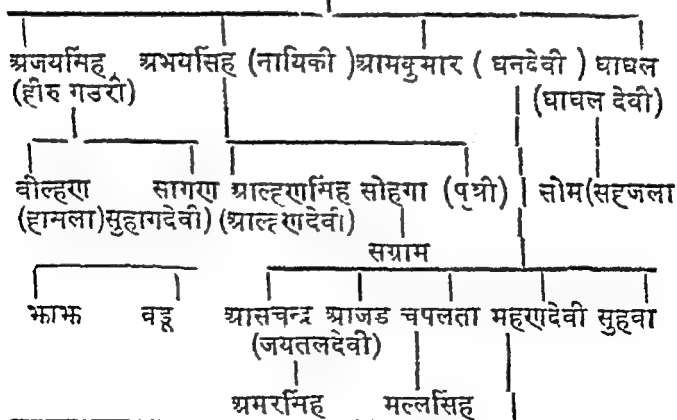 अजयसिंह अभयसिंह (नायिकी) आमकुमार ( धनदेवी ) घाघल
(हीरु गउरी) (घाघल देवी)
वील्हण सागण आल्हणसिंह सोहगा (पृथ्री) सोम(सहजला
(हामला)सुहागदेवी) (आल्हणदेवी)
सग्राम
झाझ वडू आसचन्द्र आजड चपलता महणदेवी सुहवा
(जयतलदेवी)
अमरसिंह मल्लसिंह